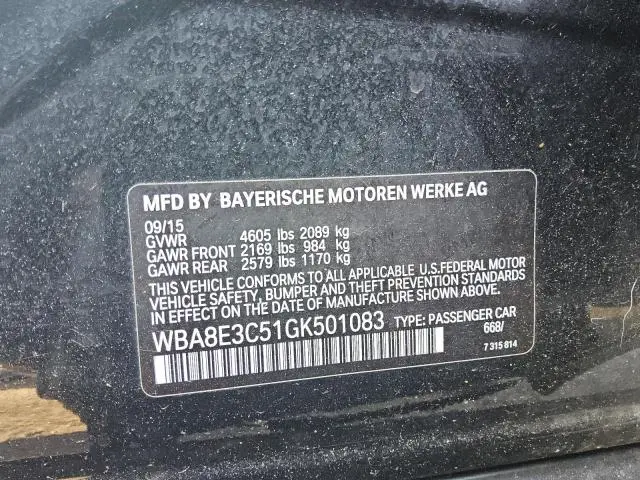 MFD BY BAYERISCHE MOTOREN WERKE AG
09/15
GVWR 4605 lbs 2089 kg
GAWR FRONT 2169 lbs 984 kg
GAWR REAR 2579 lbs 1170 kg
THIS VEHICLE CONFORMS TO ALL APPLICABLE U.S.FEDERAL MOTOR
VEHICLE SAFETY, BUMPER AND THEFT PREVENTION STANDARDS
IN EFFECT ON THE DATE OF MANUFACTURE SHOWN ABOVE.
WBA8E3C51GK501083 TYPE: PASSENGER CAR
668/
7 315 814